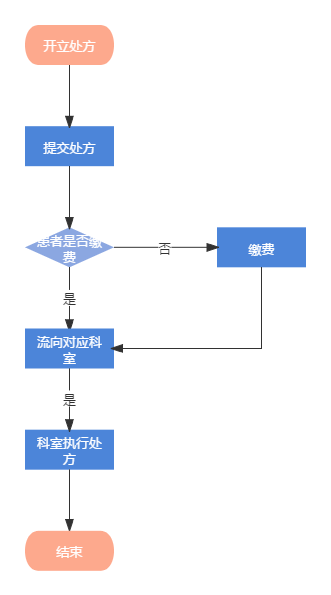 开立处方
提交处方
患者是否缴
费
否
缴费
是
流向对应科
室
是
科室执行处
方
结束